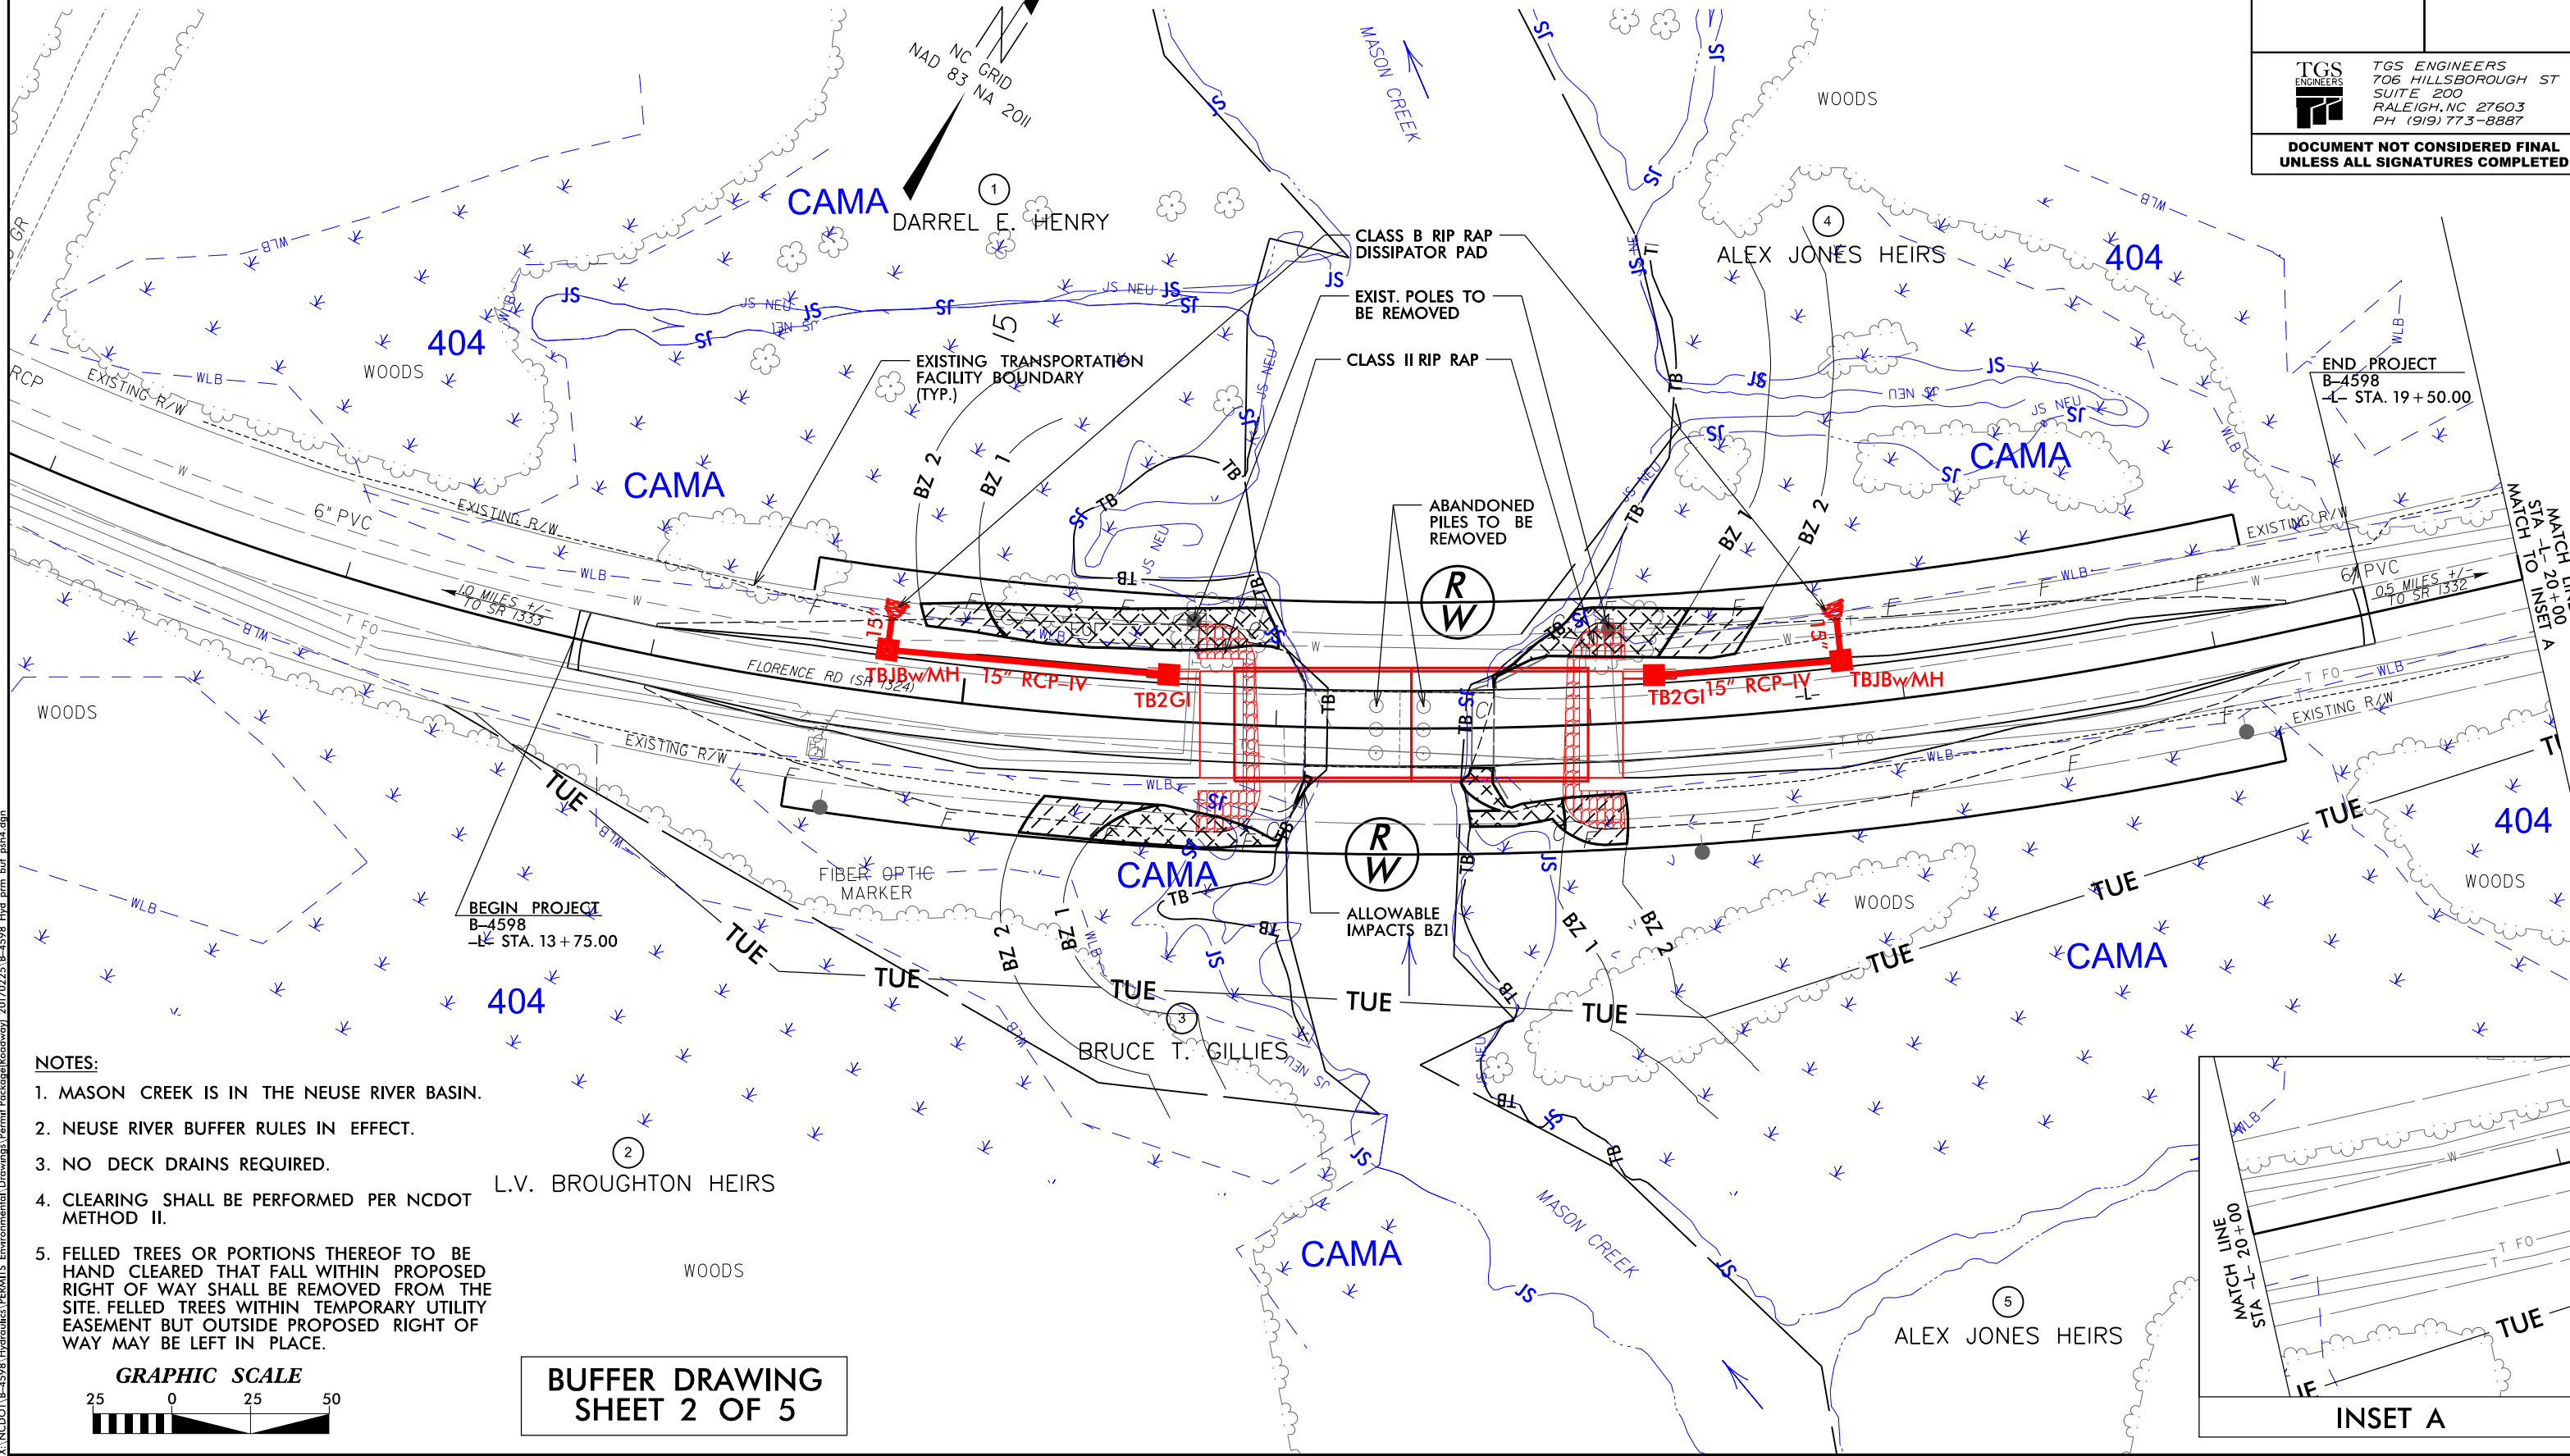 NC GRID
NAD 83 NA 2011
MASON CREEK
WOODS
TGS
ENGINEERS
TGS ENGINEERS
706 HILLSBOROUGH ST
SUITE 200
RALEIGH, NC 27603
PH (919) 773-8887
DOCUMENT NOT CONSIDERED FINAL
UNLESS ALL SIGNATURES COMPLETED
CAMA
1
DARREL E. HENRY
4
ALEX JONES HEIRS
404
CLASS B RIP RAP
DISSIPATOR PAD
EXIST. POLES TO
BE REMOVED
CLASS II RIP RAP
EXISTING TRANSPORTATION
FACILITY BOUNDARY
(TYP.)
15
404
WOODS
CAMA
END PROJECT
B-4598
-L- STA. 19+50.00
CAMA
RCP
EXISTING R/W
6" PVC
EXISTING R/W
BZ 2
BZ 1
BZ 1
BZ 2
ABANDONED
PILES TO BE
REMOVED
R
W
EXISTING R/W
MATCH LINE
STA -L- 20+00
MATCH TO INSET A
10 MILES +/-
TO SR 1333
6" PVC
0.5 MILES +/-
TO SR 1332
15"
FLORENCE RD (SR 1324)
TBJBw/MH
15" RCP-IV
TB2GI
TB2GI
15" RCP-IV
TBJBw/MH
15"
-L-
WOODS
EXISTING R/W
EXISTING R/W
TUE
TUE
404
WOODS
FIBER OPTIC
MARKER
CAMA
R
W
ALLOWABLE
IMPACTS BZ1
BEGIN PROJECT
B-4598
-L- STA. 13+75.00
BZ 2
BZ 1
BZ 1
BZ 2
WOODS
TUE
CAMA
404
TUE
TUE
TUE
TUE
TUE
TUE
3
BRUCE T. GILLIES
NOTES:
1. MASON CREEK IS IN THE NEUSE RIVER BASIN.
2. NEUSE RIVER BUFFER RULES IN EFFECT.
3. NO DECK DRAINS REQUIRED.
4. CLEARING SHALL BE PERFORMED PER NCDOT
METHOD II.
5. FELLED TREES OR PORTIONS THEREOF TO BE
HAND CLEARED THAT FALL WITHIN PROPOSED
RIGHT OF WAY SHALL BE REMOVED FROM THE
SITE. FELLED TREES WITHIN TEMPORARY UTILITY
EASEMENT BUT OUTSIDE PROPOSED RIGHT OF
WAY MAY BE LEFT IN PLACE.
2
L.V. BROUGHTON HEIRS
WOODS
CAMA
MASON CREEK
5
ALEX JONES HEIRS
GRAPHIC SCALE
25 0 25 50
BUFFER DRAWING
SHEET 2 OF 5
MATCH LINE
STA -L- 20+00
WLB
W
T FO
T
TUE
INSET A